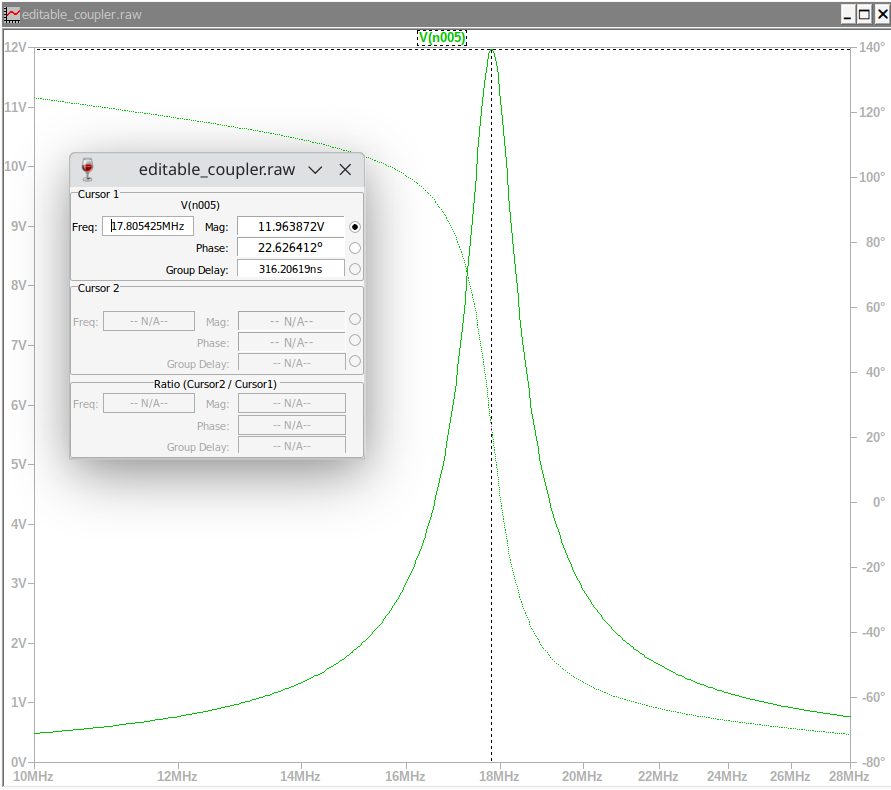 editable_coupler.raw
V(n005)
12V
11V
10V
9V
8V
7V
6V
5V
4V
3V
2V
1V
0V
140°
120°
100°
80°
60°
40°
20°
0°
-20°
-40°
-60°
-80°
10MHz 12MHz 14MHz 16MHz 18MHz 20MHz 22MHz 24MHz 26MHz 28MHz
editable_coupler.raw
Cursor 1
V(n005)
Freq: 17.805425MHz Mag: 11.963872V
Phase: 22.626412°
Group Delay: 316.20619ns
Cursor 2
Freq: -- N/A-- Mag: -- N/A--
Phase: -- N/A--
Group Delay: -- N/A--
Ratio (Cursor2 / Cursor1)
Freq: -- N/A-- Mag: -- N/A--
Phase: -- N/A--
Group Delay: -- N/A--